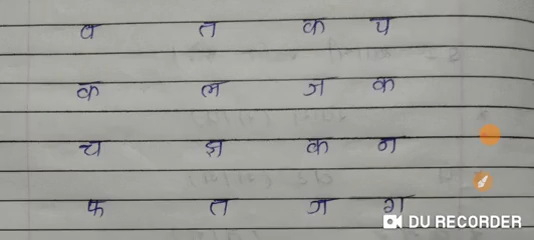 व त क प
क ल ज क
च झ क न
फ त ज ग
DU RECORDER